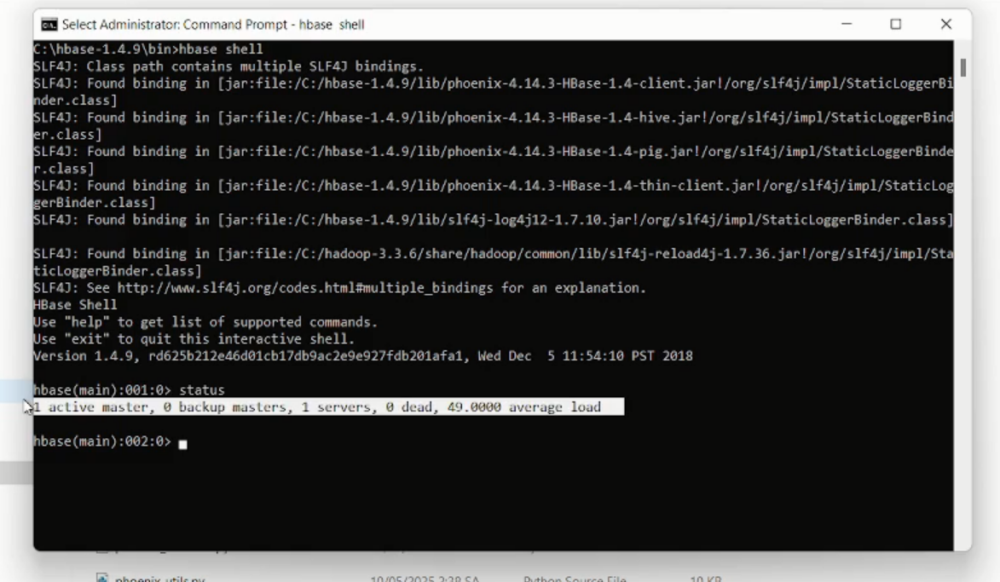 Select Administrator: Command Prompt - hbase shell
C:\hbase-1.4.9\bin>hbase shell
SLF4J: Class path contains multiple SLF4J bindings.
SLF4J: Found binding in [jar:file:/C:/hbase-1.4.9/lib/phoenix-4.14.3-HBase-1.4-client.jar!/org/slf4j/impl/StaticLoggerBi
nder.class]
SLF4J: Found binding in [jar:file:/C:/hbase-1.4.9/lib/phoenix-4.14.3-HBase-1.4-hive.jar!/org/slf4j/impl/StaticLoggerBind
er.class]
SLF4J: Found binding in [jar:file:/C:/hbase-1.4.9/lib/phoenix-4.14.3-HBase-1.4-pig.jar!/org/slf4j/impl/StaticLoggerBinde
r.class]
SLF4J: Found binding in [jar:file:/C:/hbase-1.4.9/lib/phoenix-4.14.3-HBase-1.4-thin-client.jar!/org/slf4j/impl/StaticLog
gerBinder.class]
SLF4J: Found binding in [jar:file:/C:/hbase-1.4.9/lib/slf4j-log4j12-1.7.10.jar!/org/slf4j/impl/StaticLoggerBinder.class]
SLF4J: Found binding in [jar:file:/C:/hadoop-3.3.6/share/hadoop/common/lib/slf4j-reload4j-1.7.36.jar!/org/slf4j/impl/Sta
ticLoggerBinder.class]
SLF4J: See http://www.slf4j.org/codes.html#multiple_bindings for an explanation.
HBase Shell
Use "help" to get list of supported commands.
Use "exit" to quit this interactive shell.
Version 1.4.9, rd625b212e46d01cb17db9ac2e9e927fdb201afa1, Wed Dec  5 11:54:10 PST 2018
hbase(main):001:0> status
1 active master, 0 backup masters, 1 servers, 0 dead, 49.0000 average load
hbase(main):002:0>
phoenix_utils.py 10/05/2025 2:38 SA Python Source File 10 KB